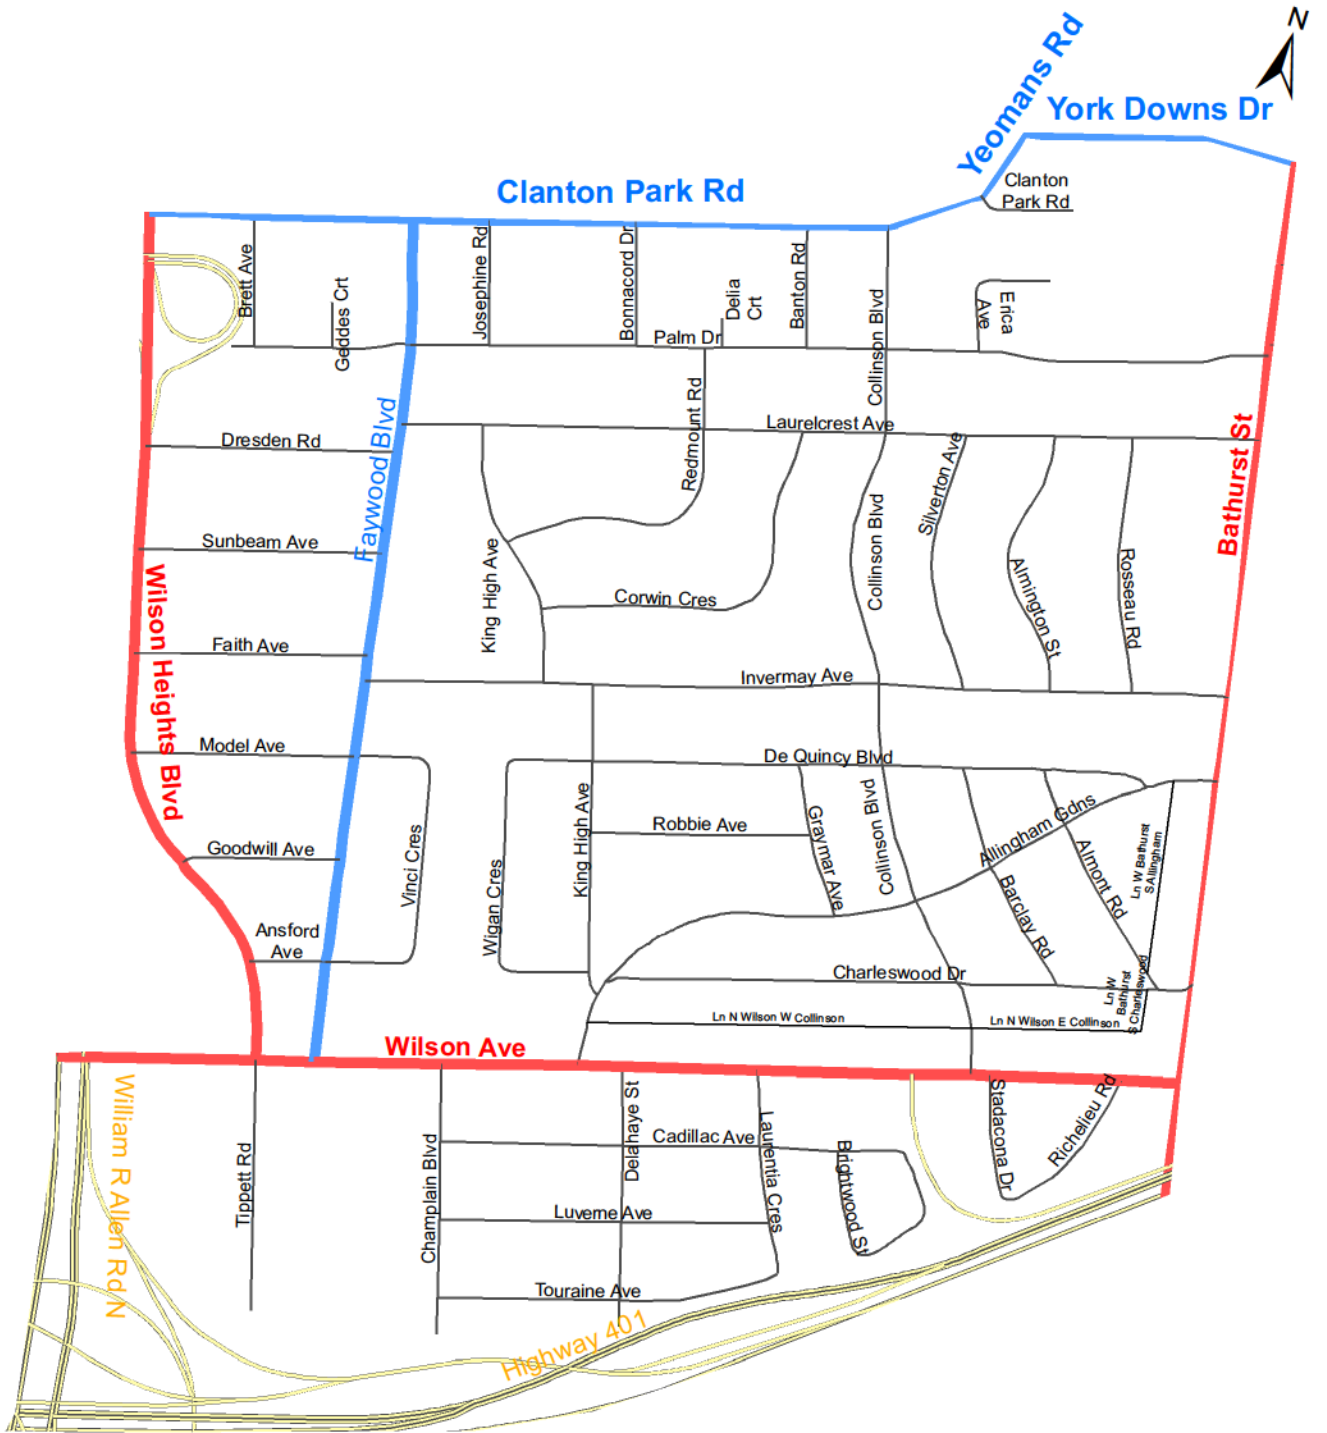 N
Yeomans Rd
York Downs Dr
Clanton
Park Rd
Clanton Park Rd
Brett Ave
Geddes Crt
Josephine Rd
Bonnacord Dr
Delia
Crt
Banton Rd
Collinson Blvd
Erica
Ave
Palm Dr
Redmount Rd
Laurelcrest Ave
Dresden Rd
Faywood Blvd
Silverton Ave
Bathurst St
Collinson Blvd
Sunbeam Ave
King High Ave
Corwin Cres
Almington St
Rosseau Rd
Wilson Heights Blvd
Faith Ave
Invermay Ave
Model Ave
De Quincy Blvd
Collinson Blvd
Graymar Ave
Robbie Ave
King High Ave
Allingham Gdns
Almont Rd
Ln W Bathurst
S Allingham
Goodwill Ave
Vinci Cres
Wigan Cres
Barclay Rd
Ansford
Ave
Charleswood Dr
Ln W
Bathurst
S Charleswood
Ln N Wilson W Collinson
Ln N Wilson E Collinson
Wilson Ave
William R Allen Rd N
Tippett Rd
Champlain Blvd
Delahaye St
Cadillac Ave
Laurentia Cres
Brightwood St
Stadacona Dr
Richelieu Rd
Luverne Ave
Touraine Ave
Highway 401